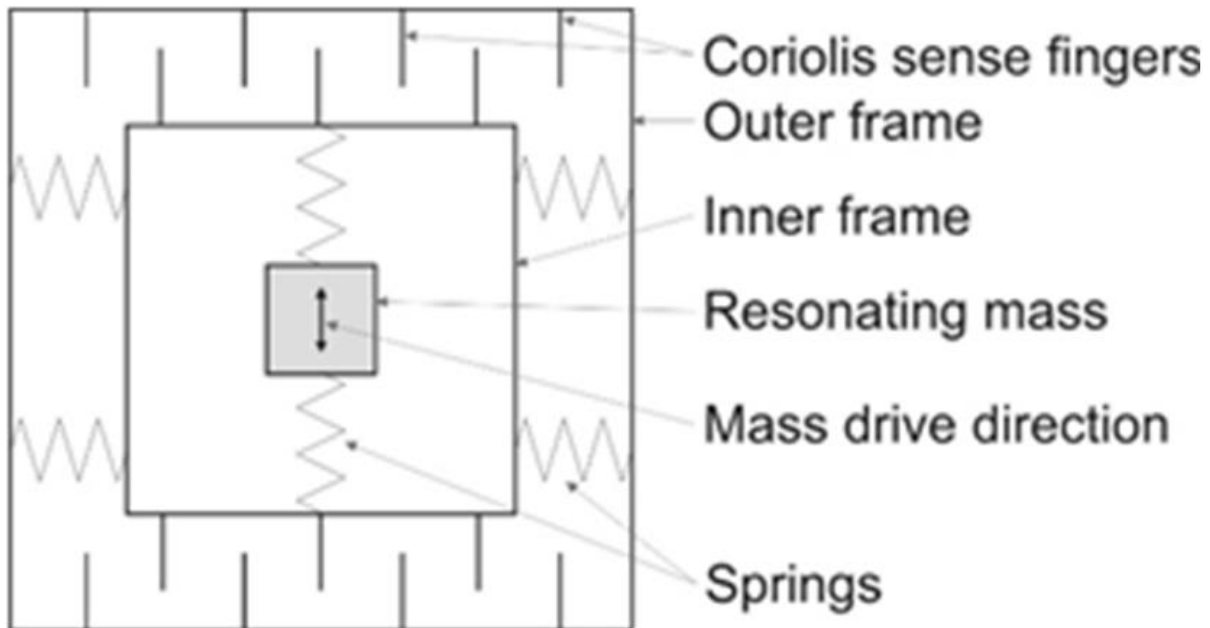 Coriolis sense fingers
Outer frame
Inner frame
Resonating mass
Mass drive direction
Springs